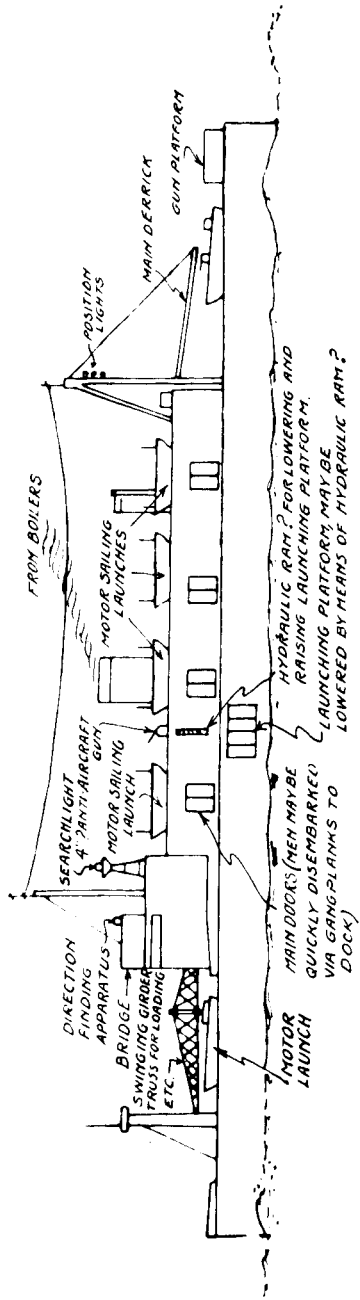 DIRECTION
FINDING
APPARATUS
BRIDGE
SWINGING GIRDER
TRUSS FOR LOADING
ETC.
SEARCHLIGHT
4"? ANTI-AIRCRAFT
GUN
MOTOR SAILING
LAUNCH
FROM BOILERS
MOTOR SAILING
LAUNCHES
POSITION
LIGHTS
MAIN DERRICK
GUN PLATFORM
MOTOR
LAUNCH
MAIN DOORS (MEN MAY BE
QUICKLY DISEMBARKED
VIA GANGPLANKS TO
DOCK)
HYDRAULIC RAM? FOR LOWERING AND
RAISING LAUNCHING PLATFORM.
LAUNCHING PLATFORM, MAY BE
LOWERED BY MEANS OF HYDRAULIC RAM?